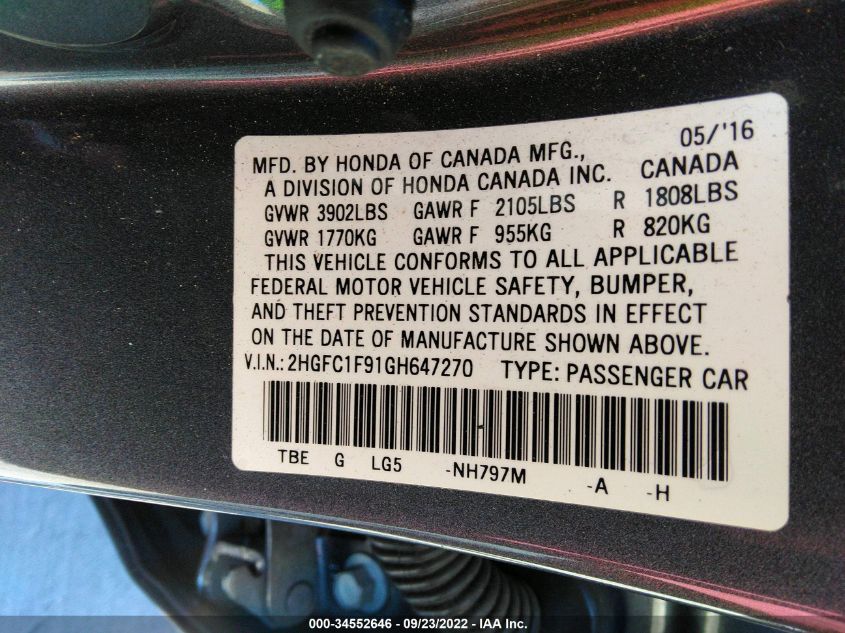 05/'16
MFD. BY HONDA OF CANADA MFG.,
A DIVISION OF HONDA CANADA INC. CANADA
GVWR 3902LBS GAWR F 2105LBS R 1808LBS
GVWR 1770KG GAWR F 955KG R 820KG
THIS VEHICLE CONFORMS TO ALL APPLICABLE
FEDERAL MOTOR VEHICLE SAFETY, BUMPER,
AND THEFT PREVENTION STANDARDS IN EFFECT
ON THE DATE OF MANUFACTURE SHOWN ABOVE.
V.I.N.: 2HGFC1F91GH647270 TYPE: PASSENGER CAR
TBE G LG5 -NH797M -A -H
000-34552646 - 09/23/2022 - IAA Inc.